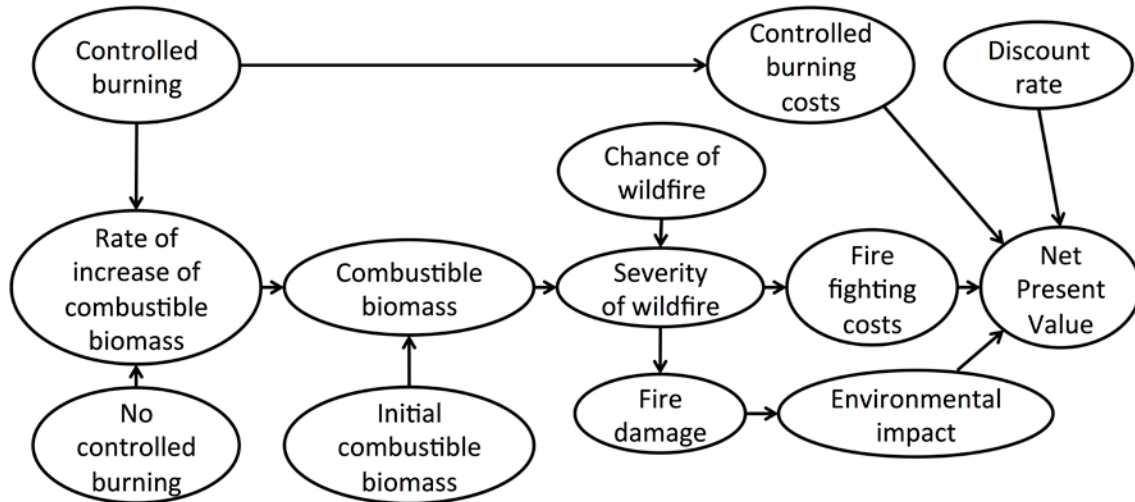 Controlled
burning
Controlled
burning
costs
Discount
rate
Chance of
wildfire
Rate of
increase of
combustible
biomass
Combustible
biomass
Severity
of wildfire
Fire
fighting
costs
Net
Present
Value
No
controlled
burning
Initial
combustible
biomass
Fire
damage
Environmental
impact